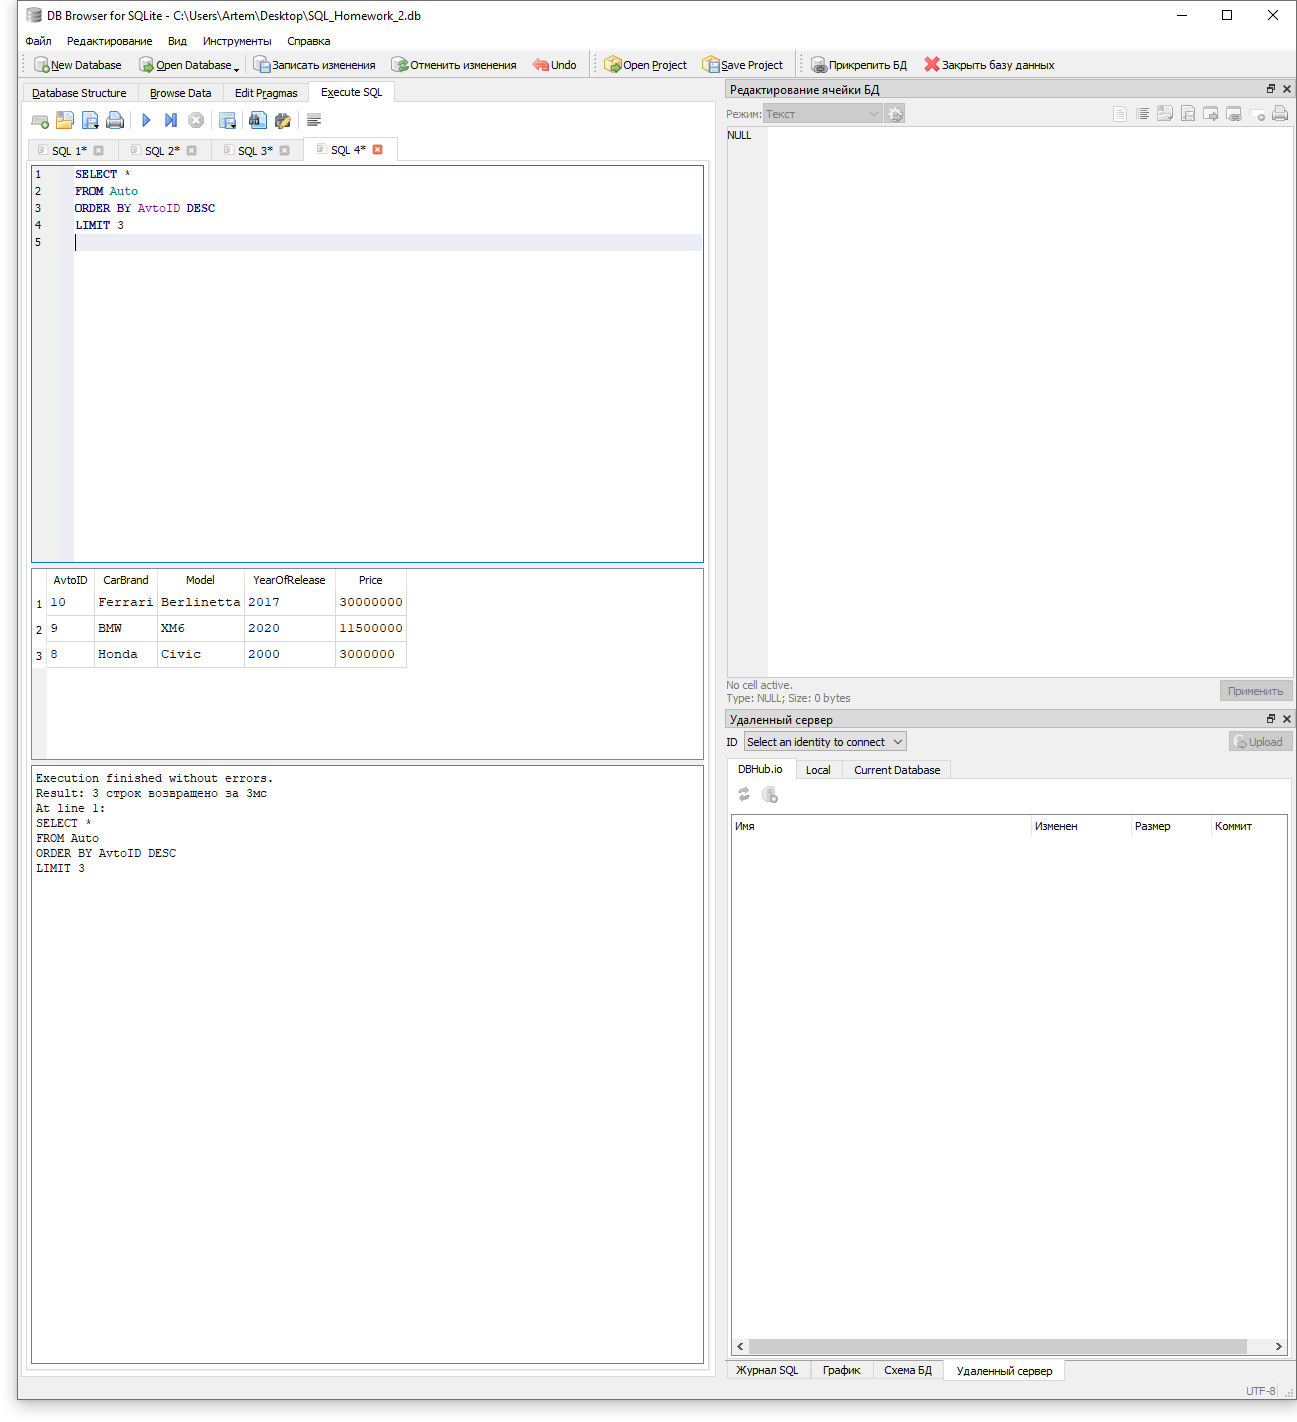 DB Browser for SQLite - C:\Users\Artem\Desktop\SQL_Homework_2.db
Файл Редактирование Вид Инструменты Справка
New Database Open Database Записать изменения Отменить изменения Undo Open Project Save Project Прикрепить БД Закрыть базу данных
Database Structure Browse Data Edit Pragmas Execute SQL
SQL 1* SQL 2* SQL 3* SQL 4*
1 SELECT *
2 FROM Auto
3 ORDER BY AvtoID DESC
4 LIMIT 3
5
AvtoID CarBrand Model YearOfRelease Price
1 10 Ferrari Berlinetta 2017 30000000
2 9 BMW XM6 2020 11500000
3 8 Honda Civic 2000 3000000
Execution finished without errors.
Result: 3 строк возвращено за 3мс
At line 1:
SELECT *
FROM Auto
ORDER BY AvtoID DESC
LIMIT 3
Редактирование ячейки БД
Режим: Текст
NULL
No cell active.
Type: NULL; Size: 0 bytes
Применить
Удаленный сервер
ID Select an identity to connect Upload
DBHub.io Local Current Database
Имя Изменен Размер Коммит
Журнал SQL График Схема БД Удаленный сервер
UTF-8